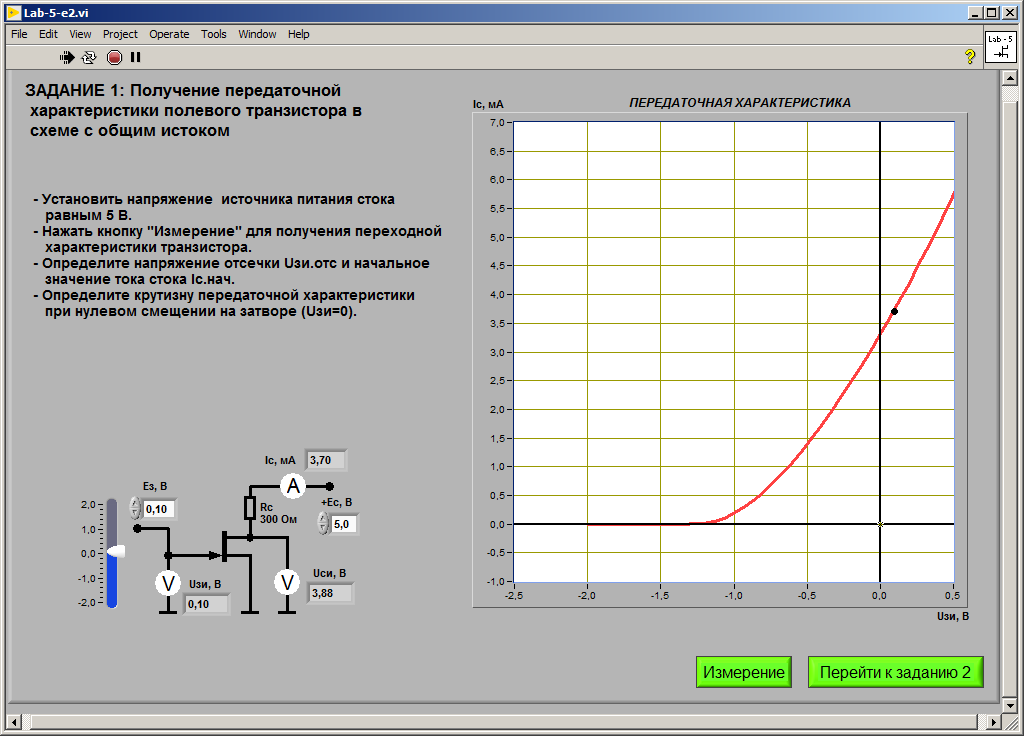 Lab-5-e2.vi
File Edit View Project Operate Tools Window Help
?
Lab - 5
ЗАДАНИЕ 1: Получение передаточной
характеристики полевого транзистора в
схеме с общим истоком
- Установить напряжение источника питания стока
равным 5 В.
- Нажать кнопку "Измерение" для получения переходной
характеристики транзистора.
- Определите напряжение отсечки Uзи.отс и начальное
значение тока стока Iс.нач.
- Определите крутизну передаточной характеристики
при нулевом смещении на затворе (Uзи=0).
Iс, мА
ПЕРЕДАТОЧНАЯ ХАРАКТЕРИСТИКА
7,0
6,5
6,0
5,5
5,0
4,5
4,0
3,5
3,0
2,5
2,0
1,5
1,0
0,5
0,0
-0,5
-1,0
-2,5 -2,0 -1,5 -1,0 -0,5 0,0 0,5
Uзи, В
Iс, мА
3,70
A
+Eс, В
5,0
Rс
300 Ом
Eз, В
0,10
2,0
1,0
0,0
-1,0
-2,0
V
Uзи, В
0,10
V
Uси, В
3,88
Измерение
Перейти к заданию 2